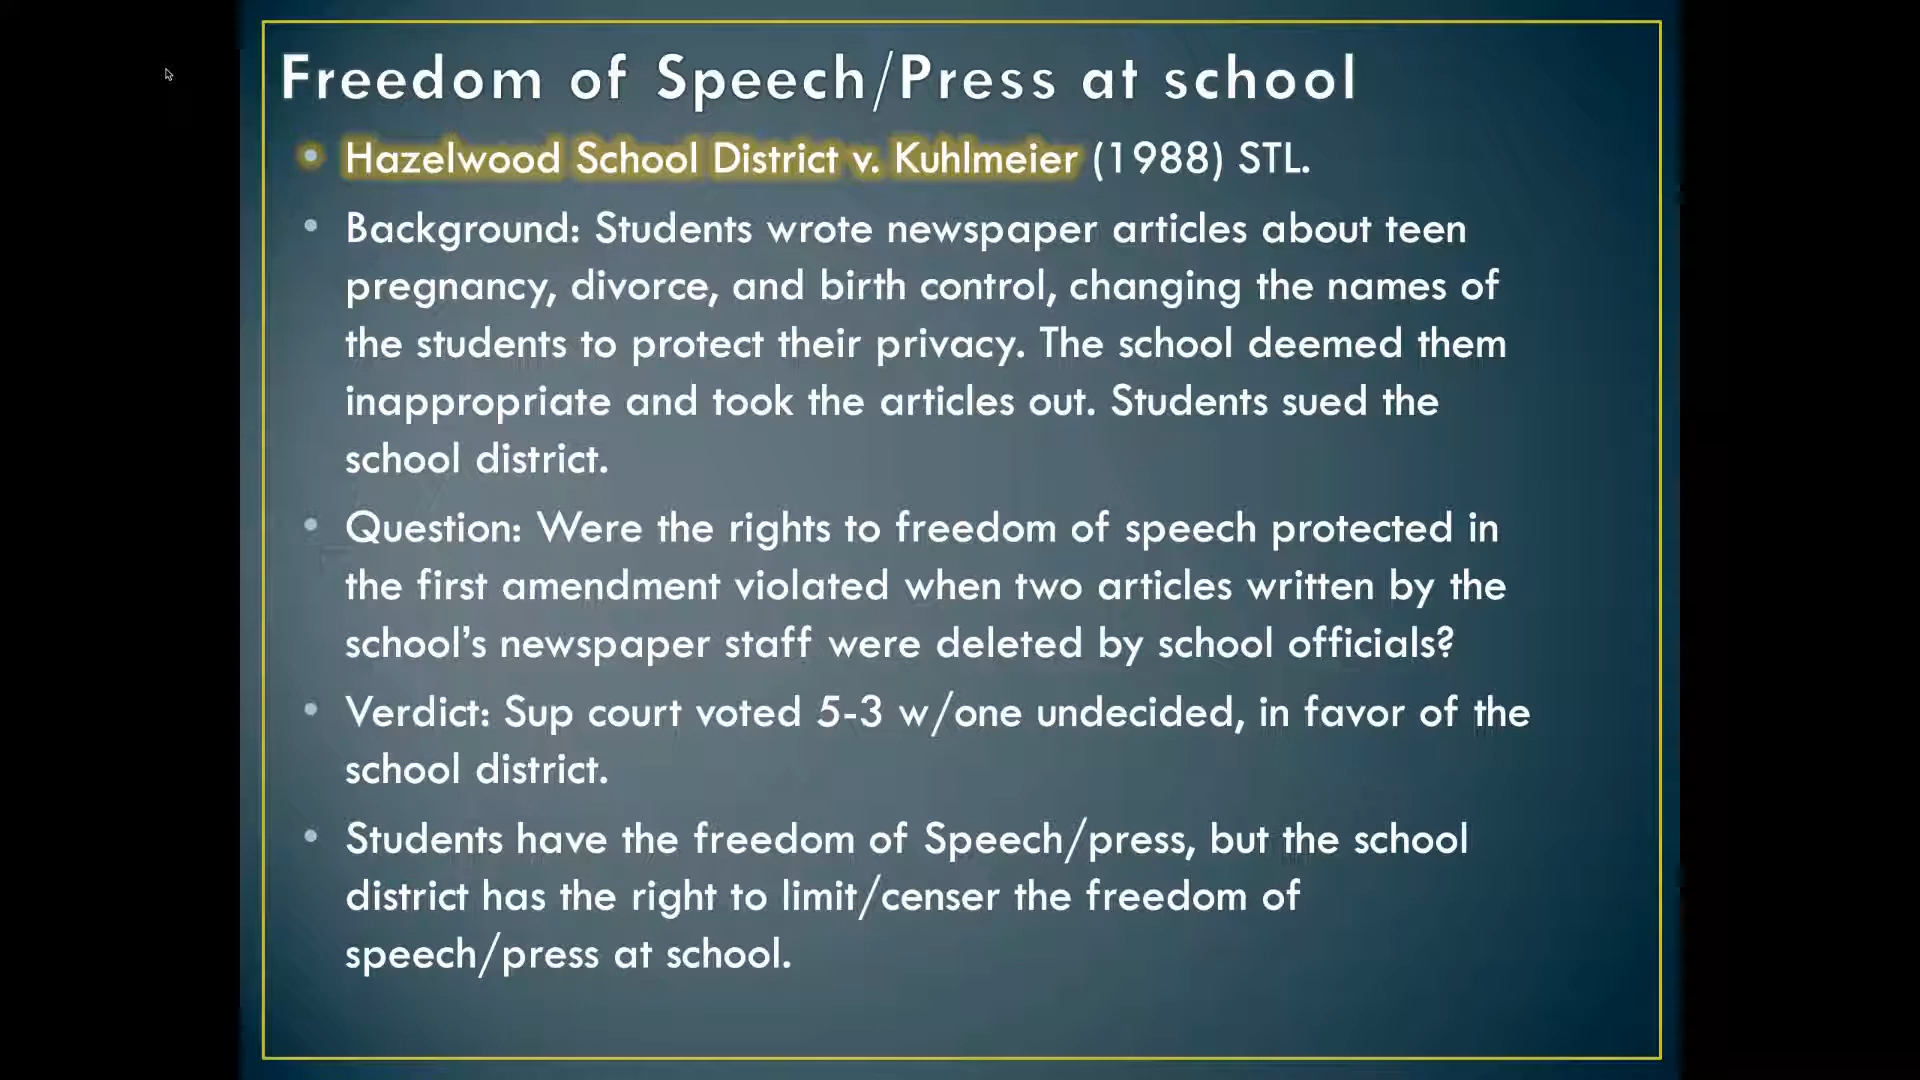 Freedom of Speech/Press at school
• Hazelwood School District v. Kuhlmeier (1988) STL.
• Background: Students wrote newspaper articles about teen
pregnancy, divorce, and birth control, changing the names of
the students to protect their privacy. The school deemed them
inappropriate and took the articles out. Students sued the
school district.
• Question: Were the rights to freedom of speech protected in
the first amendment violated when two articles written by the
school’s newspaper staff were deleted by school officials?
• Verdict: Sup court voted 5-3 w/one undecided, in favor of the
school district.
• Students have the freedom of Speech/press, but the school
district has the right to limit/censer the freedom of
speech/press at school.